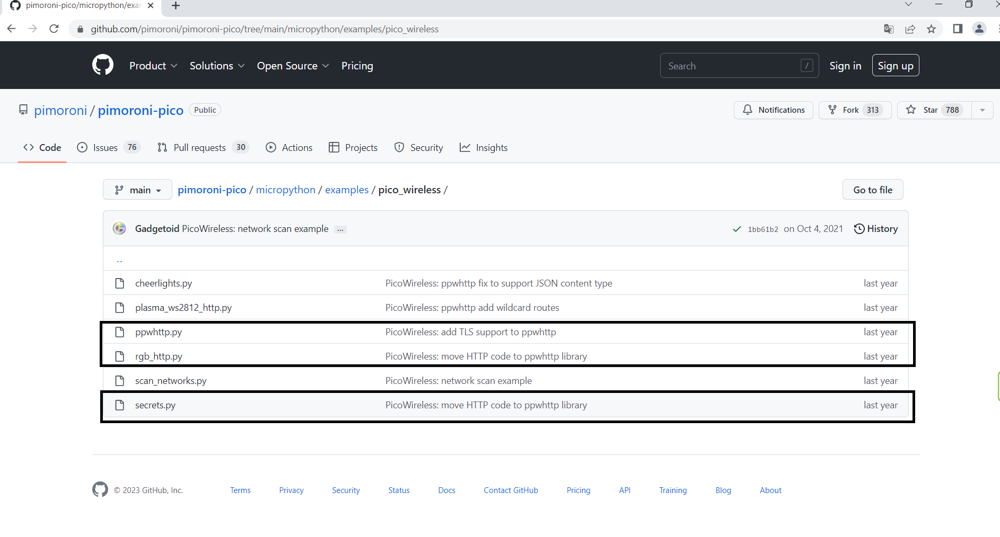 pimoroni-pico/micropython/exa
github.com/pimoroni/pimoroni-pico/tree/main/micropython/examples/pico_wireless
Product Solutions Open Source Pricing Search / Sign in Sign up
pimoroni / pimoroni-pico Public Notifications Fork 313 Star 788
Code Issues 76 Pull requests 30 Actions Projects Security Insights
main pimoroni-pico / micropython / examples / pico_wireless / Go to file
Gadgetoid PicoWireless: network scan example ... 1bb61b2 on Oct 4, 2021 History
..
cheerlights.py PicoWireless: ppwhttp fix to support JSON content type last year
plasma_ws2812_http.py PicoWireless: ppwhttp add wildcard routes last year
ppwhttp.py PicoWireless: add TLS support to ppwhttp last year
rgb_http.py PicoWireless: move HTTP code to ppwhttp library last year
scan_networks.py PicoWireless: network scan example last year
secrets.py PicoWireless: move HTTP code to ppwhttp library last year
© 2023 GitHub, Inc. Terms Privacy Security Status Docs Contact GitHub Pricing API Training Blog About